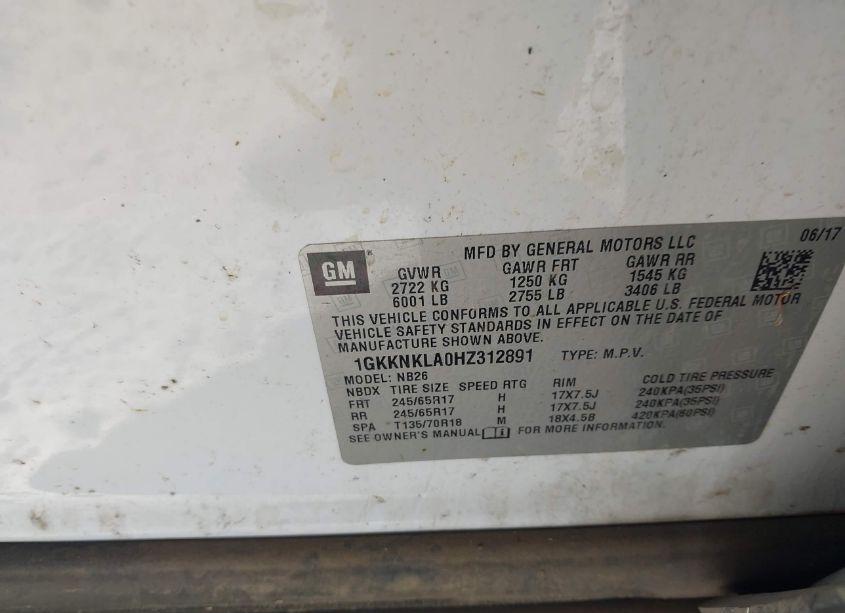 GM
MFD BY GENERAL MOTORS LLC 06/17
GVWR GAWR FRT GAWR RR
2722 KG 1250 KG 1545 KG
6001 LB 2755 LB 3406 LB
THIS VEHICLE CONFORMS TO ALL APPLICABLE U.S. FEDERAL MOTOR
VEHICLE SAFETY STANDARDS IN EFFECT ON THE DATE OF
MANUFACTURE SHOWN ABOVE.
1GKKNKLA0HZ312891 TYPE: M.P.V.
MODEL: NB26
NBDX TIRE SIZE SPEED RTG RIM COLD TIRE PRESSURE
FRT 245/65R17 H 17X7.5J 240KPA(35PSI)
RR 245/65R17 H 17X7.5J 240KPA(35PSI)
SPA T135/70R18 M 18X4.5B 420KPA(60PSI)
SEE OWNER'S MANUAL FOR MORE INFORMATION.